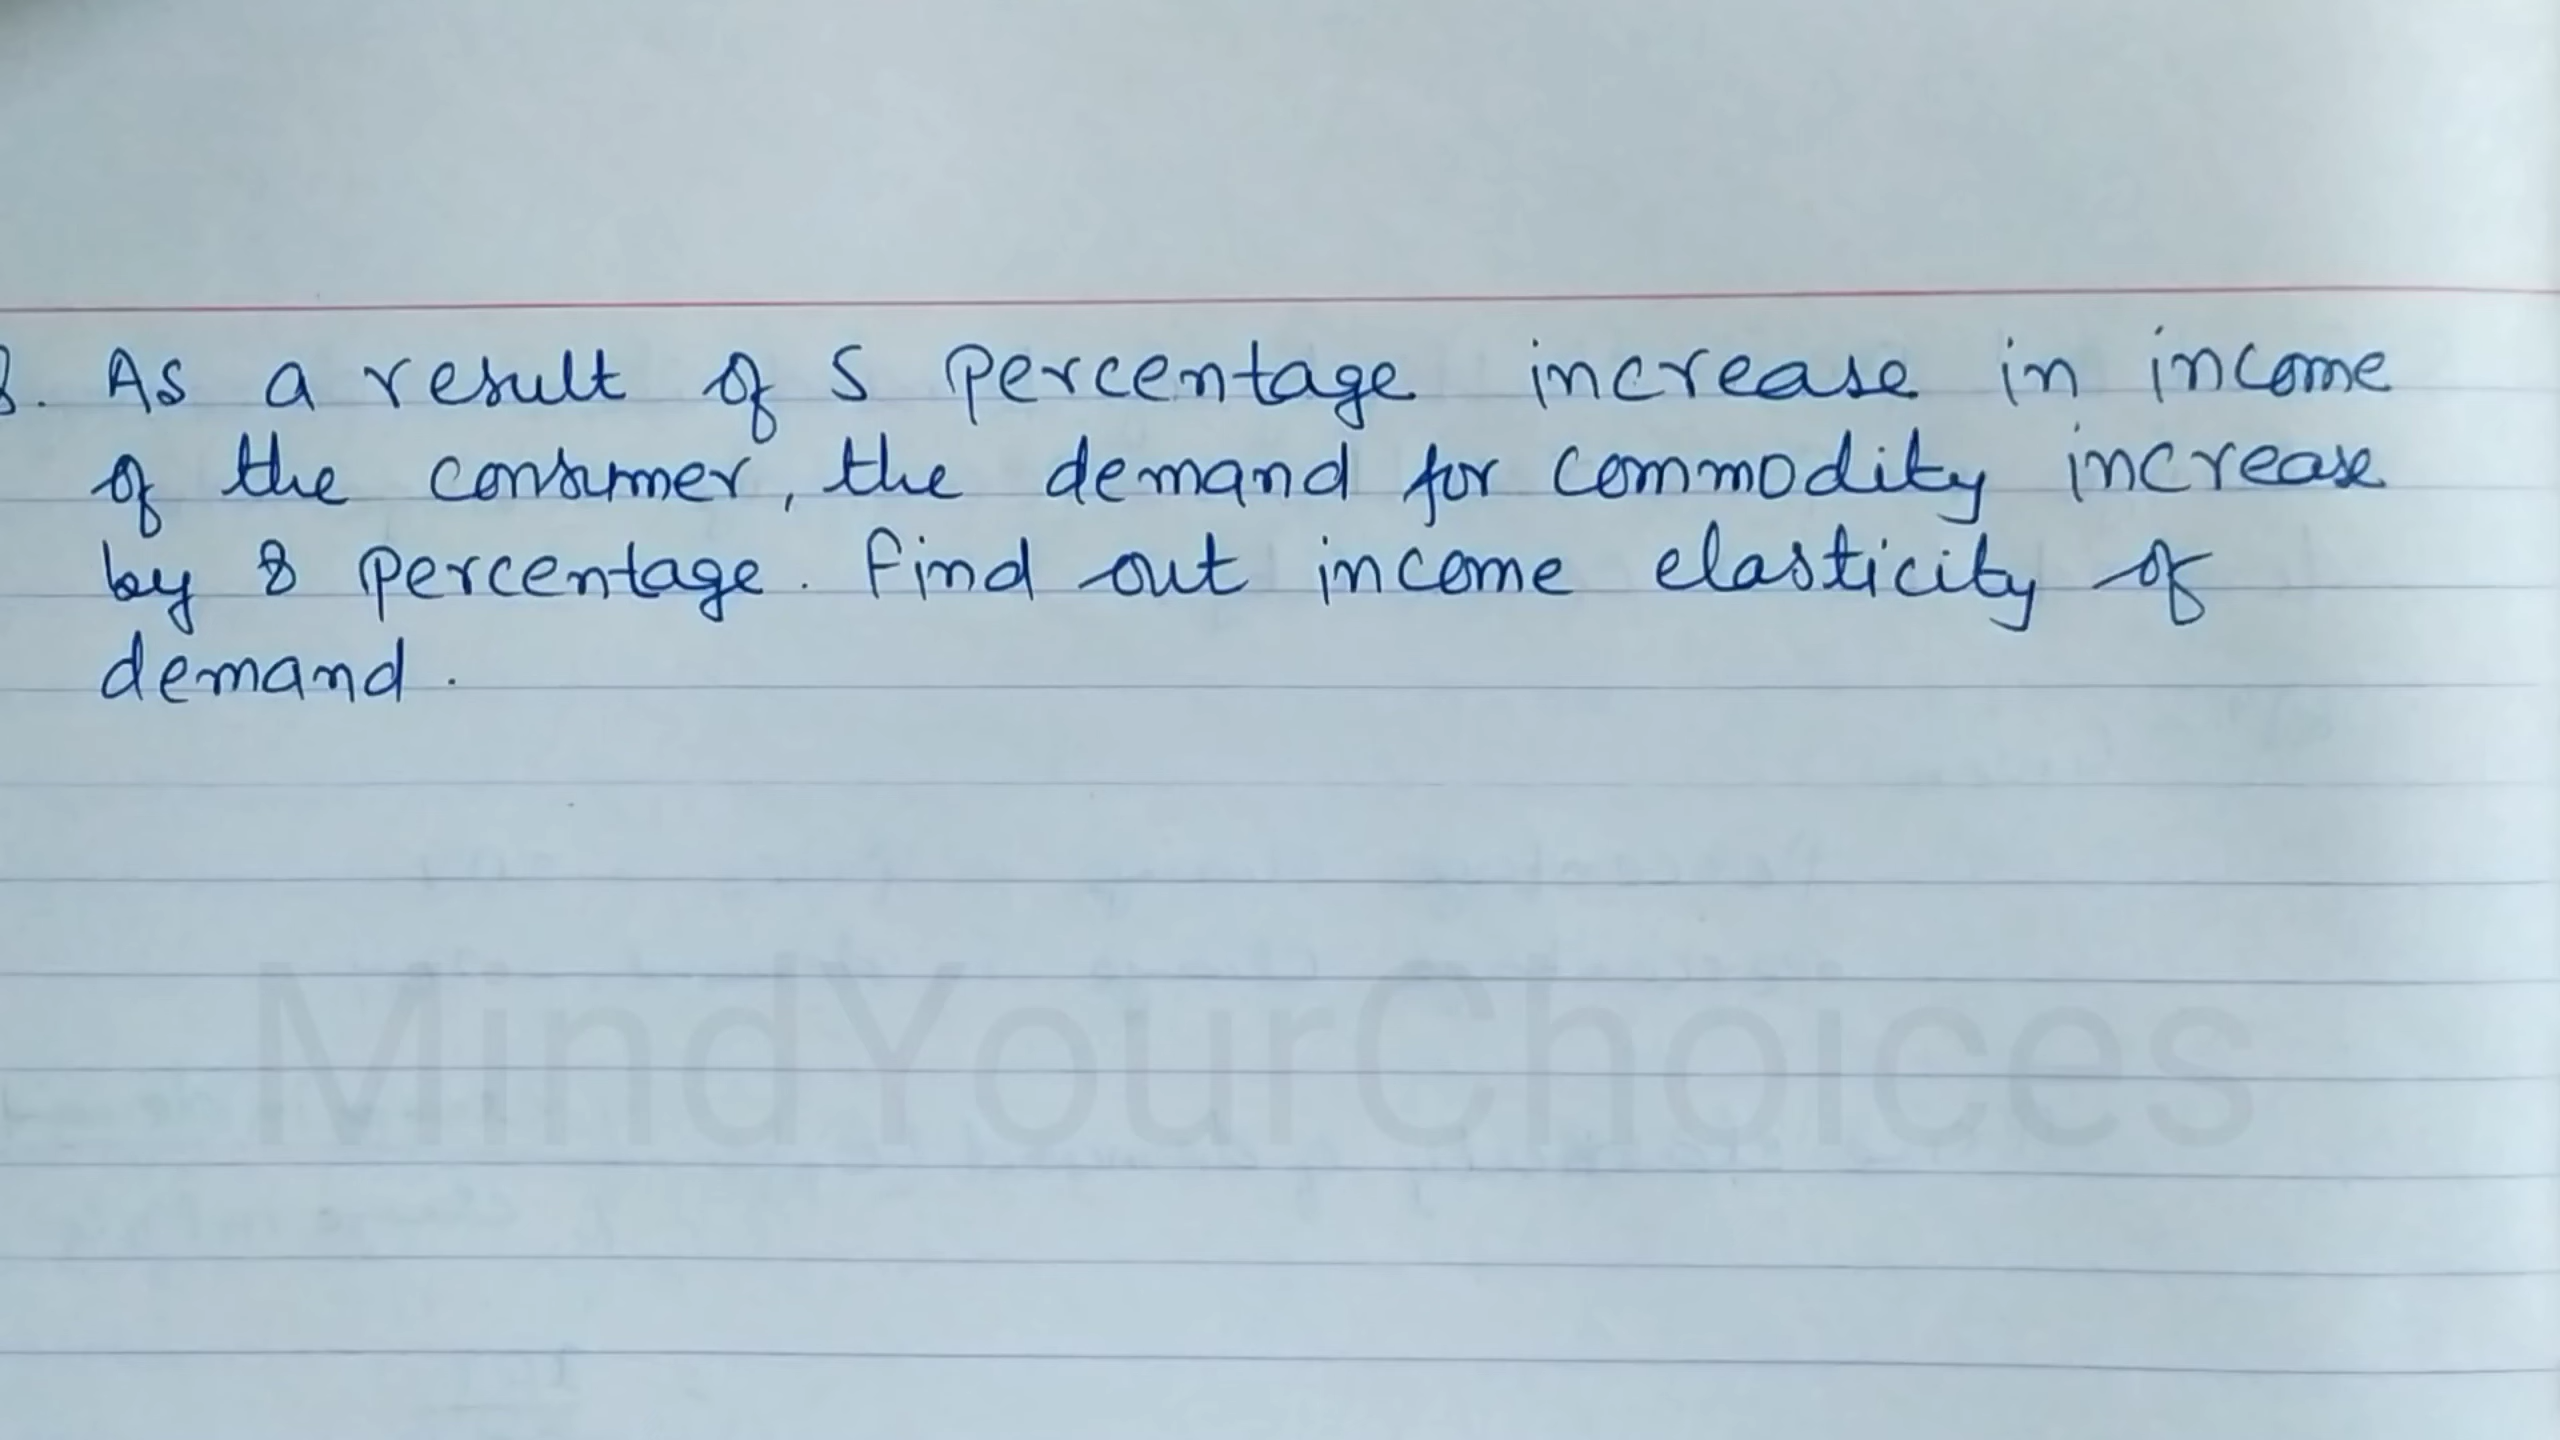 8. As a result of 5 percentage increase in income
of the consumer, the demand for commodity increase
by 8 percentage. Find out income elasticity of
demand.
MindYourChoices